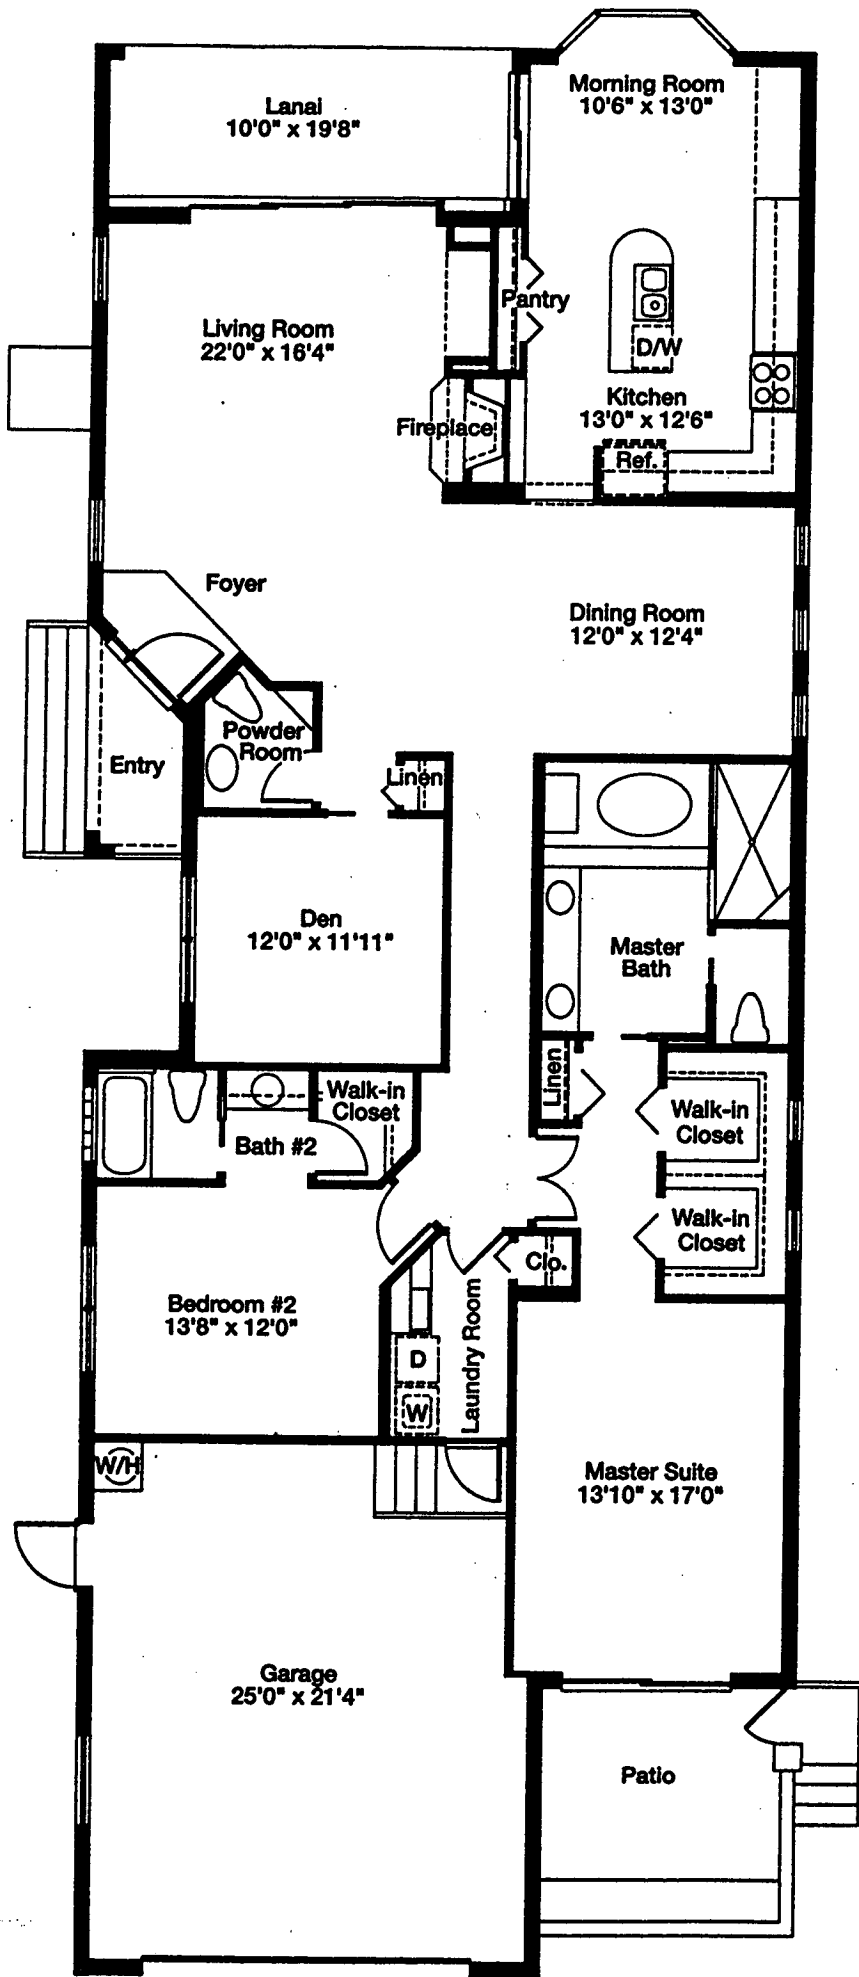 Morning Room
10'6" x 13'0"
Lanai
10'0" x 19'8"
Pantry
Living Room
22'0" x 16'4"
D/W
Kitchen
13'0" x 12'6"
Fireplace
Ref.
Foyer
Dining Room
12'0" x 12'4"
Powder
Room
Entry
Linen
Den
12'0" x 11'11"
Master
Bath
Linen
Walk-in
Closet
Walk-in
Closet
Bath #2
Walk-in
Closet
Clo.
Bedroom #2
13'8" x 12'0"
Laundry Room
D
W
W/H
Master Suite
13'10" x 17'0"
Garage
25'0" x 21'4"
Patio